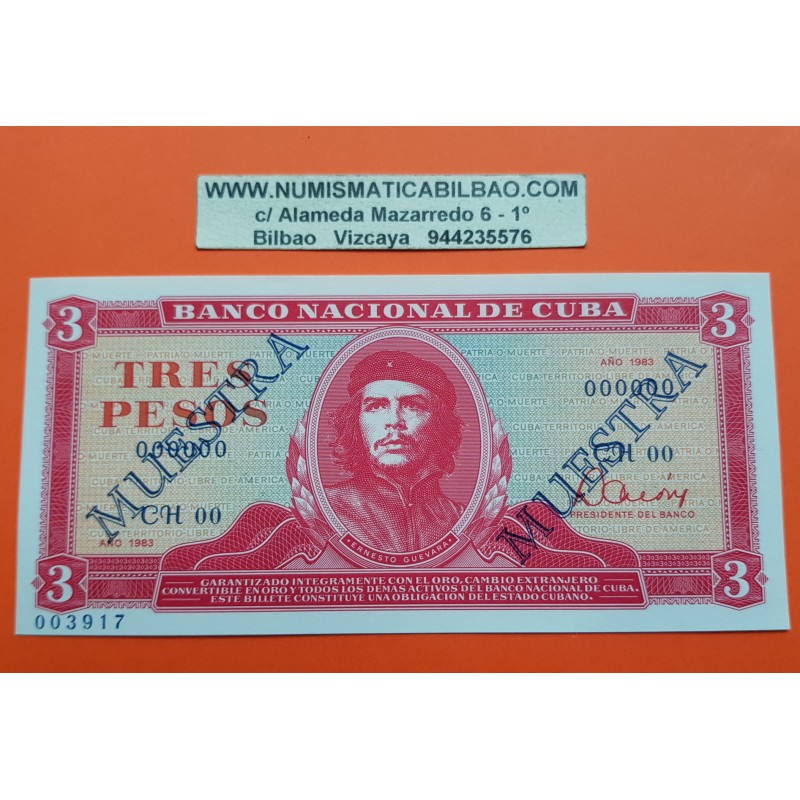 WWW.NUMISMATICABILBAO.COM
c/ Alameda Mazarredo 6 - 1º
Bilbao Vizcaya 944235576
3 BANCO NACIONAL DE CUBA 3
TRES
PESOS
000000
CH 00
AÑO 1983
MUESTRA
ERNESTO GUEVARA
AÑO 1983
000000
CH 00
PRESIDENTE DEL BANCO
MUESTRA
PATRIA O MUERTE
CUBA TERRITORIO LIBRE DE AMERICA
3 3
GARANTIZADO INTEGRAMENTE CON EL ORO, CAMBIO EXTRANJERO
CONVERTIBLE EN ORO Y TODOS LOS DEMAS ACTIVOS DEL BANCO NACIONAL DE CUBA.
ESTE BILLETE CONSTITUYE UNA OBLIGACION DEL ESTADO CUBANO.
003917